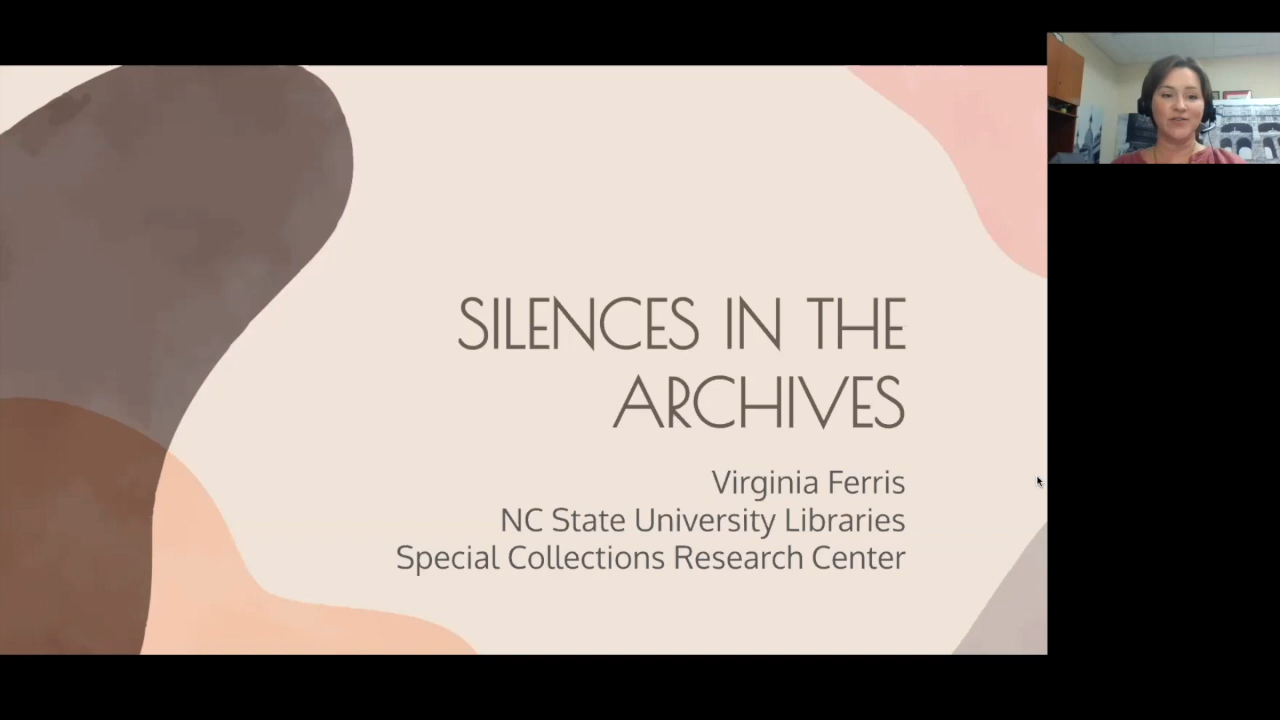 SILENCES IN THE
ARCHIVES
Virginia Ferris
NC State University Libraries
Special Collections Research Center